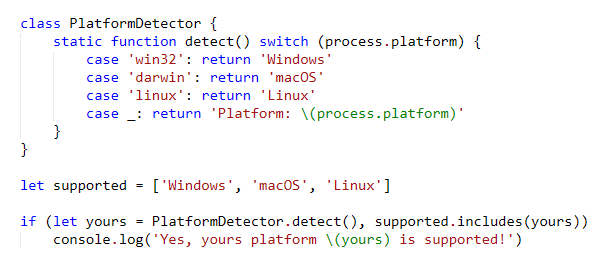 class PlatformDetector {
    static function detect() switch (process.platform) {
        case 'win32': return 'Windows'
        case 'darwin': return 'macOS'
        case 'linux': return 'Linux'
        case _: return 'Platform: \(process.platform)'
    }
}

let supported = ['Windows', 'macOS', 'Linux']

if (let yours = PlatformDetector.detect(), supported.includes(yours))
    console.log('Yes, yours platform \(yours) is supported!')